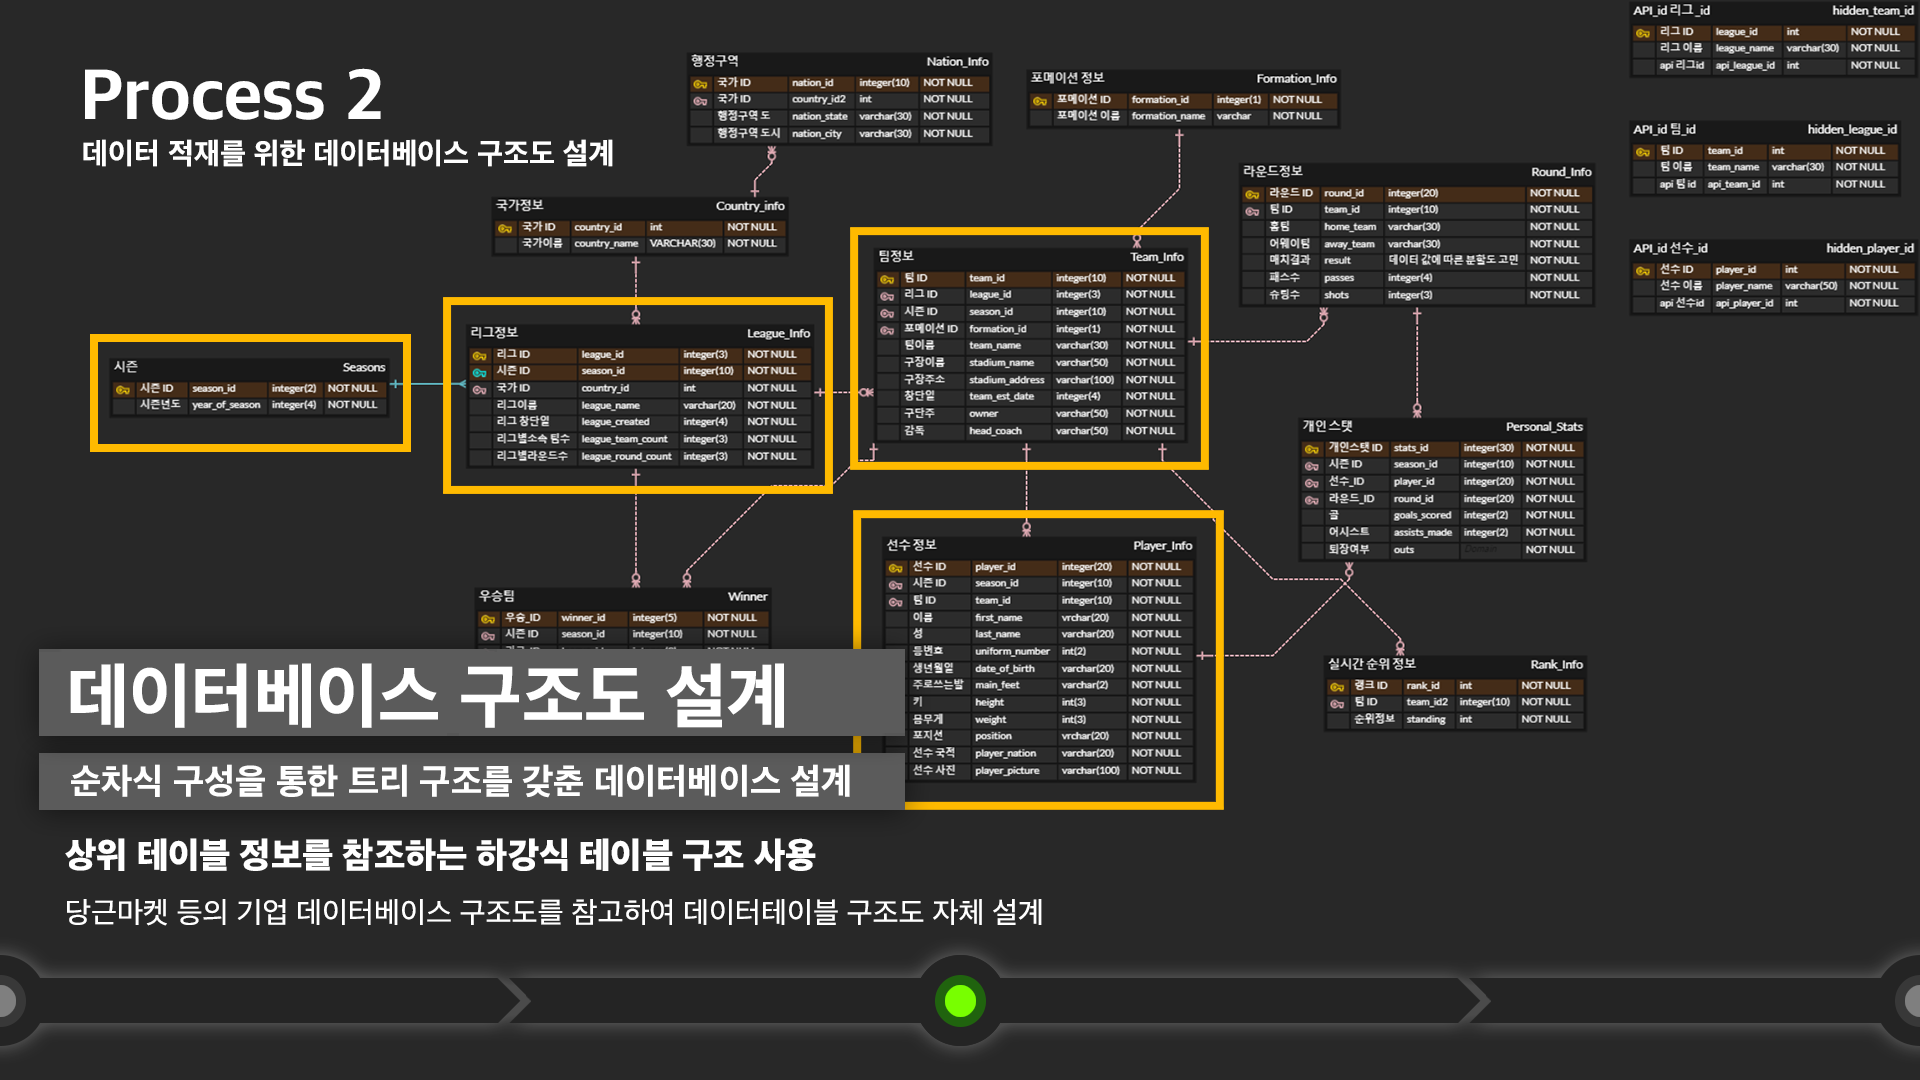 Process 2
데이터 적재를 위한 데이터베이스 구조도 설계
행정구역 Nation_Info
국가 ID nation_id integer(10) NOT NULL
국가 ID country_id2 int NOT NULL
행정구역 도 nation_state varchar(30) NOT NULL
행정구역 도시 nation_city varchar(30) NOT NULL
포메이션 정보 Formation_Info
포메이션 ID formation_id integer(1) NOT NULL
포메이션 이름 formation_name varchar NOT NULL
API_id 리그_id hidden_team_id
리그 ID league_id int NOT NULL
리그 이름 league_name varchar(30) NOT NULL
api 리그id api_league_id int NOT NULL
API_id 팀_id hidden_league_id
팀 ID team_id int NOT NULL
팀 이름 team_name varchar(30) NOT NULL
api 팀 id api_team_id int NOT NULL
API_id 선수_id hidden_player_id
선수 ID player_id int NOT NULL
선수 이름 player_name varchar(50) NOT NULL
api 선수id api_player_id int NOT NULL
국가정보 Country_info
국가 ID country_id int NOT NULL
국가이름 country_name VARCHAR(30) NOT NULL
라운드정보 Round_Info
라운드 ID round_id integer(20) NOT NULL
팀 ID team_id integer(10) NOT NULL
홈팀 home_team varchar(30) NOT NULL
어웨이팀 away_team varchar(30) NOT NULL
매치결과 result 데이터 값에 따른 분할도 고민 NOT NULL
패스수 passes integer(4) NOT NULL
슈팅수 shots integer(3) NOT NULL
팀정보 Team_Info
팀 ID team_id integer(10) NOT NULL
리그 ID league_id integer(3) NOT NULL
시즌 ID season_id integer(10) NOT NULL
포메이션 ID formation_id integer(1) NOT NULL
팀이름 team_name varchar(30) NOT NULL
구장이름 stadium_name varchar(50) NOT NULL
구장주소 stadium_address varchar(100) NOT NULL
창단일 team_est_date integer(4) NOT NULL
구단주 owner varchar(50) NOT NULL
감독 head_coach varchar(50) NOT NULL
리그정보 League_Info
리그 ID league_id integer(3) NOT NULL
시즌 ID season_id integer(10) NOT NULL
국가 ID country_id int NOT NULL
리그이름 league_name varchar(20) NOT NULL
리그 창단일 league_created integer(4) NOT NULL
리그별소속 팀수 league_team_count integer(3) NOT NULL
리그별라운드수 league_round_count integer(3) NOT NULL
시즌 Seasons
시즌 ID season_id integer(2) NOT NULL
시즌년도 year_of_season integer(4) NOT NULL
개인 스탯 Personal_Stats
개인스탯 ID stats_id integer(30) NOT NULL
시즌 ID season_id integer(10) NOT NULL
선수_ID player_id integer(20) NOT NULL
라운드_ID round_id integer(20) NOT NULL
골 goals_scored integer(2) NOT NULL
어시스트 assists_made integer(2) NOT NULL
퇴장여부 outs Domain NOT NULL
선수 정보 Player_Info
선수 ID player_id integer(20) NOT NULL
시즌 ID season_id integer(10) NOT NULL
팀 ID team_id integer(10) NOT NULL
이름 first_name vrchar(20) NOT NULL
성 last_name varchar(20) NOT NULL
등번호 uniform_number int(2) NOT NULL
생년월일 date_of_birth varchar(20) NOT NULL
주로쓰는발 main_feet varchar(2) NOT NULL
키 height int(3) NOT NULL
몸무게 weight int(3) NOT NULL
포지션 position vrchar(20) NOT NULL
선수 국적 player_nation varchar(20) NOT NULL
선수 사진 player_picture varchar(100) NOT NULL
우승팀 Winner
우승_ID winner_id integer(5) NOT NULL
시즌 ID season_id integer(10) NOT NULL
실시간 순위 정보 Rank_Info
랭크 ID rank_id int NOT NULL
팀 ID team_id2 integer(10) NOT NULL
순위정보 standing int NOT NULL
데이터베이스 구조도 설계
순차식 구성을 통한 트리 구조를 갖춘 데이터베이스 설계
상위 테이블 정보를 참조하는 하강식 테이블 구조 사용
당근마켓 등의 기업 데이터베이스 구조도를 참고하여 데이터테이블 구조도 자체 설계